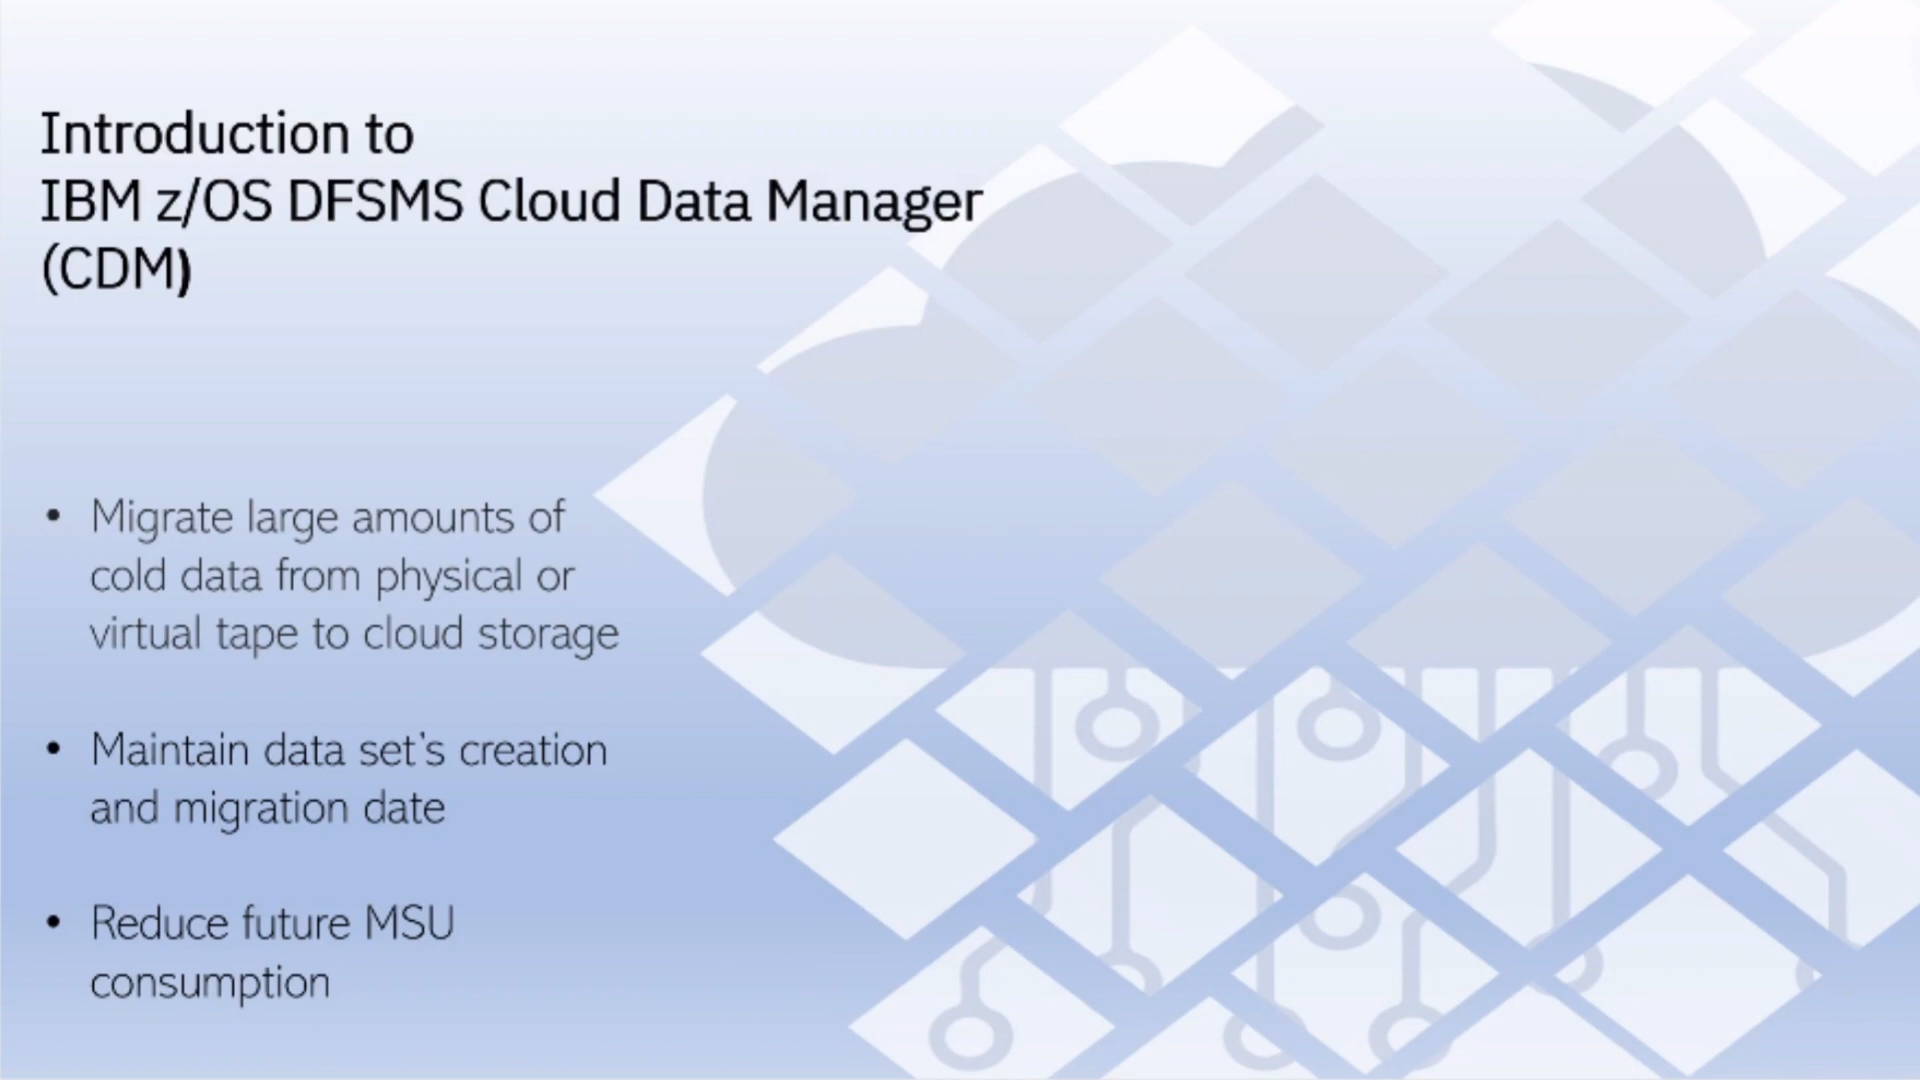 Introduction to
IBM z/OS DFSMS Cloud Data Manager
(CDM)
• Migrate large amounts of
cold data from physical or
virtual tape to cloud storage
• Maintain data set's creation
and migration date
• Reduce future MSU
consumption